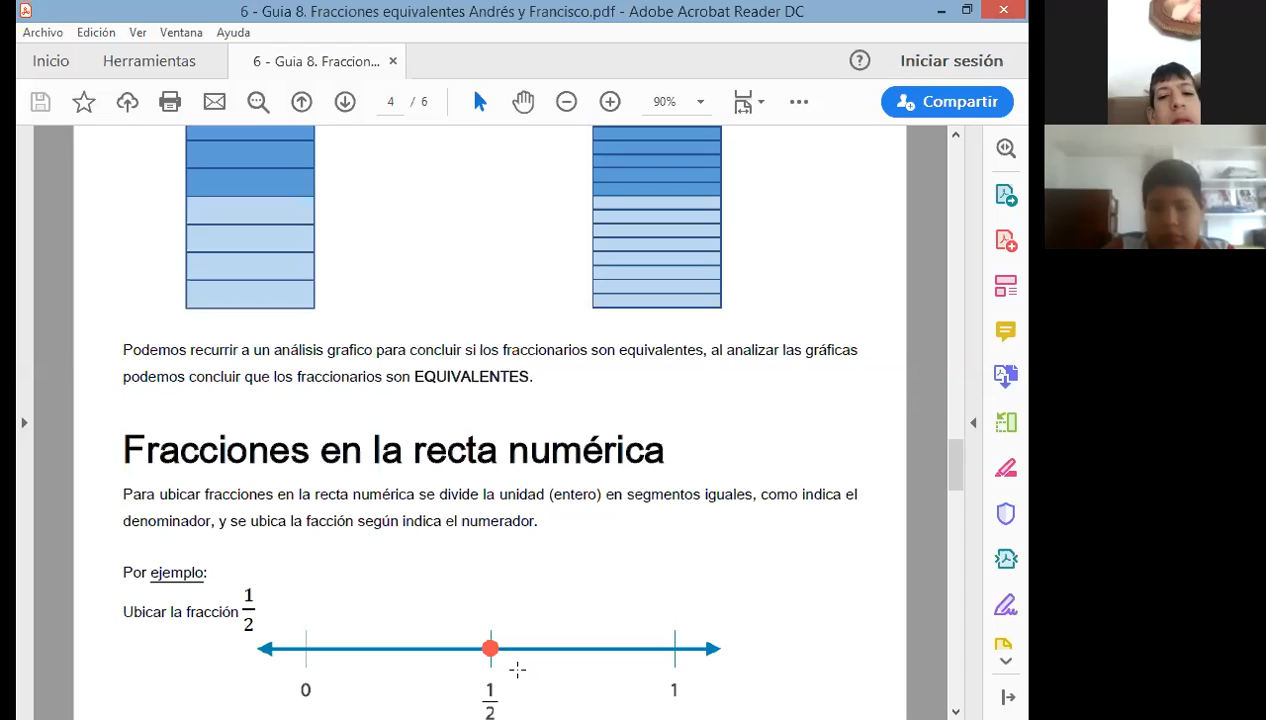 6 - Guia 8. Fracciones equivalentes Andrés y Francisco.pdf - Adobe Acrobat Reader DC
Archivo Edición Ver Ventana Ayuda
Inicio Herramientas 6 - Guia 8. Fraccion... × Iniciar sesión
4 / 6 90% Compartir
Podemos recurrir a un análisis grafico para concluir si los fraccionarios son equivalentes, al analizar las gráficas
podemos concluir que los fraccionarios son EQUIVALENTES.
Fracciones en la recta numérica
Para ubicar fracciones en la recta numérica se divide la unidad (entero) en segmentos iguales, como indica el
denominador, y se ubica la facción según indica el numerador.
Por ejemplo:
Ubicar la fracción 1/2
0 1/2 1